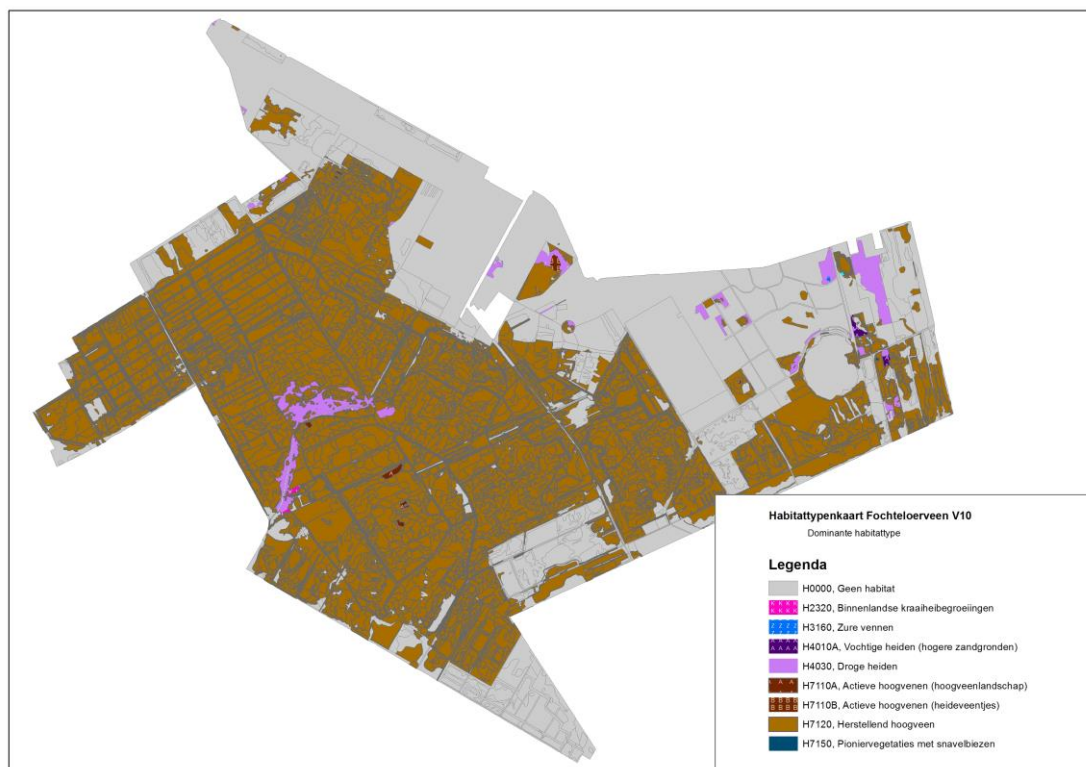 Habitattypenkaart Fochteloerveen V10
Dominante habitattype
Legenda
H0000, Geen habitat
H2320, Binnenlandse kraaiheibegroeiingen
H3160, Zure vennen
H4010A, Vochtige heiden (hogere zandgronden)
H4030, Droge heiden
H7110A, Actieve hoogvenen (hoogveenlandschap)
H7110B, Actieve hoogvenen (heideveentjes)
H7120, Herstellend hoogveen
H7150, Pioniervegetaties met snavelbiezen